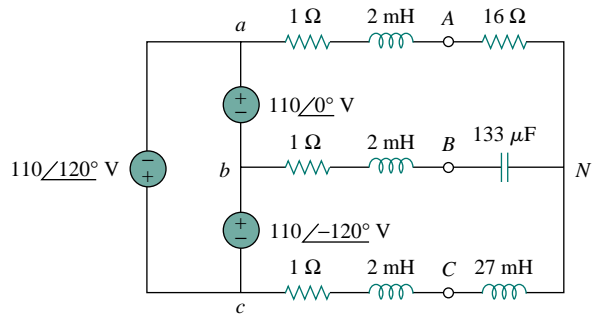 1 Ω 2 mH A 16 Ω
a
+
−
110∠0° V
1 Ω 2 mH B 133 μF
110∠120° V
−
+
b
N
+
−
110∠−120° V
1 Ω 2 mH C 27 mH
c